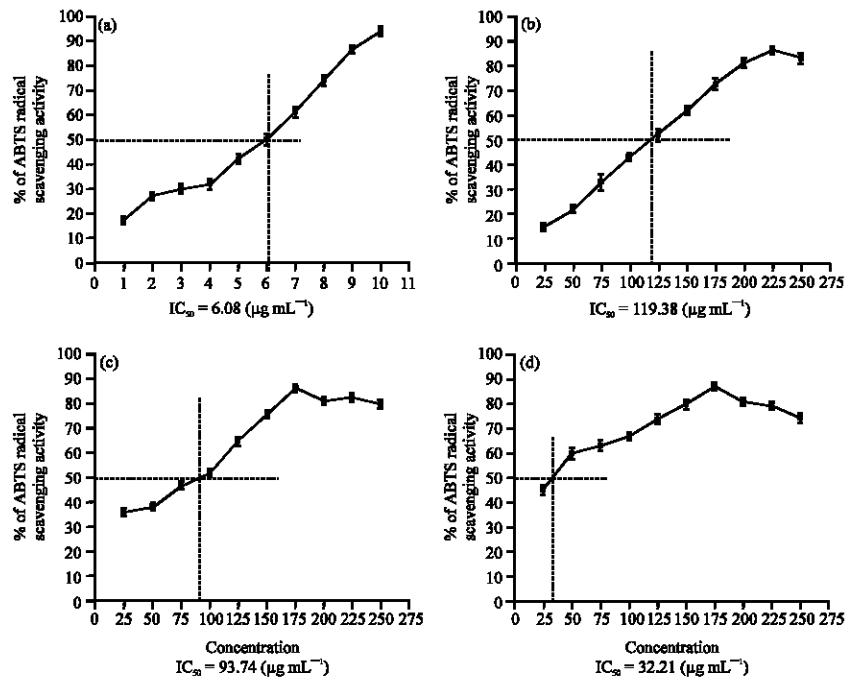 (a)
% of ABTS radical
scavenging activity
100
90
80
70
60
50
40
30
20
10
0
0 1 2 3 4 5 6 7 8 9 10 11
IC₅₀ = 6.08 (µg mL⁻¹)
(b)
% of ABTS radical
scavenging activity
100
90
80
70
60
50
40
30
20
10
0
0 25 50 75 100 125 150 175 200 225 250 275
IC₅₀ = 119.38 (µg mL⁻¹)
(c)
% of ABTS radical
scavenging activity
100
90
80
70
60
50
40
30
20
10
0
0 25 50 75 100 125 150 175 200 225 250 275
Concentration
IC₅₀ = 93.74 (µg mL⁻¹)
(d)
% of ABTS radical
scavenging activity
100
90
80
70
60
50
40
30
20
10
0
0 25 50 75 100 125 150 175 200 225 250 275
Concentration
IC₅₀ = 32.21 (µg mL⁻¹)